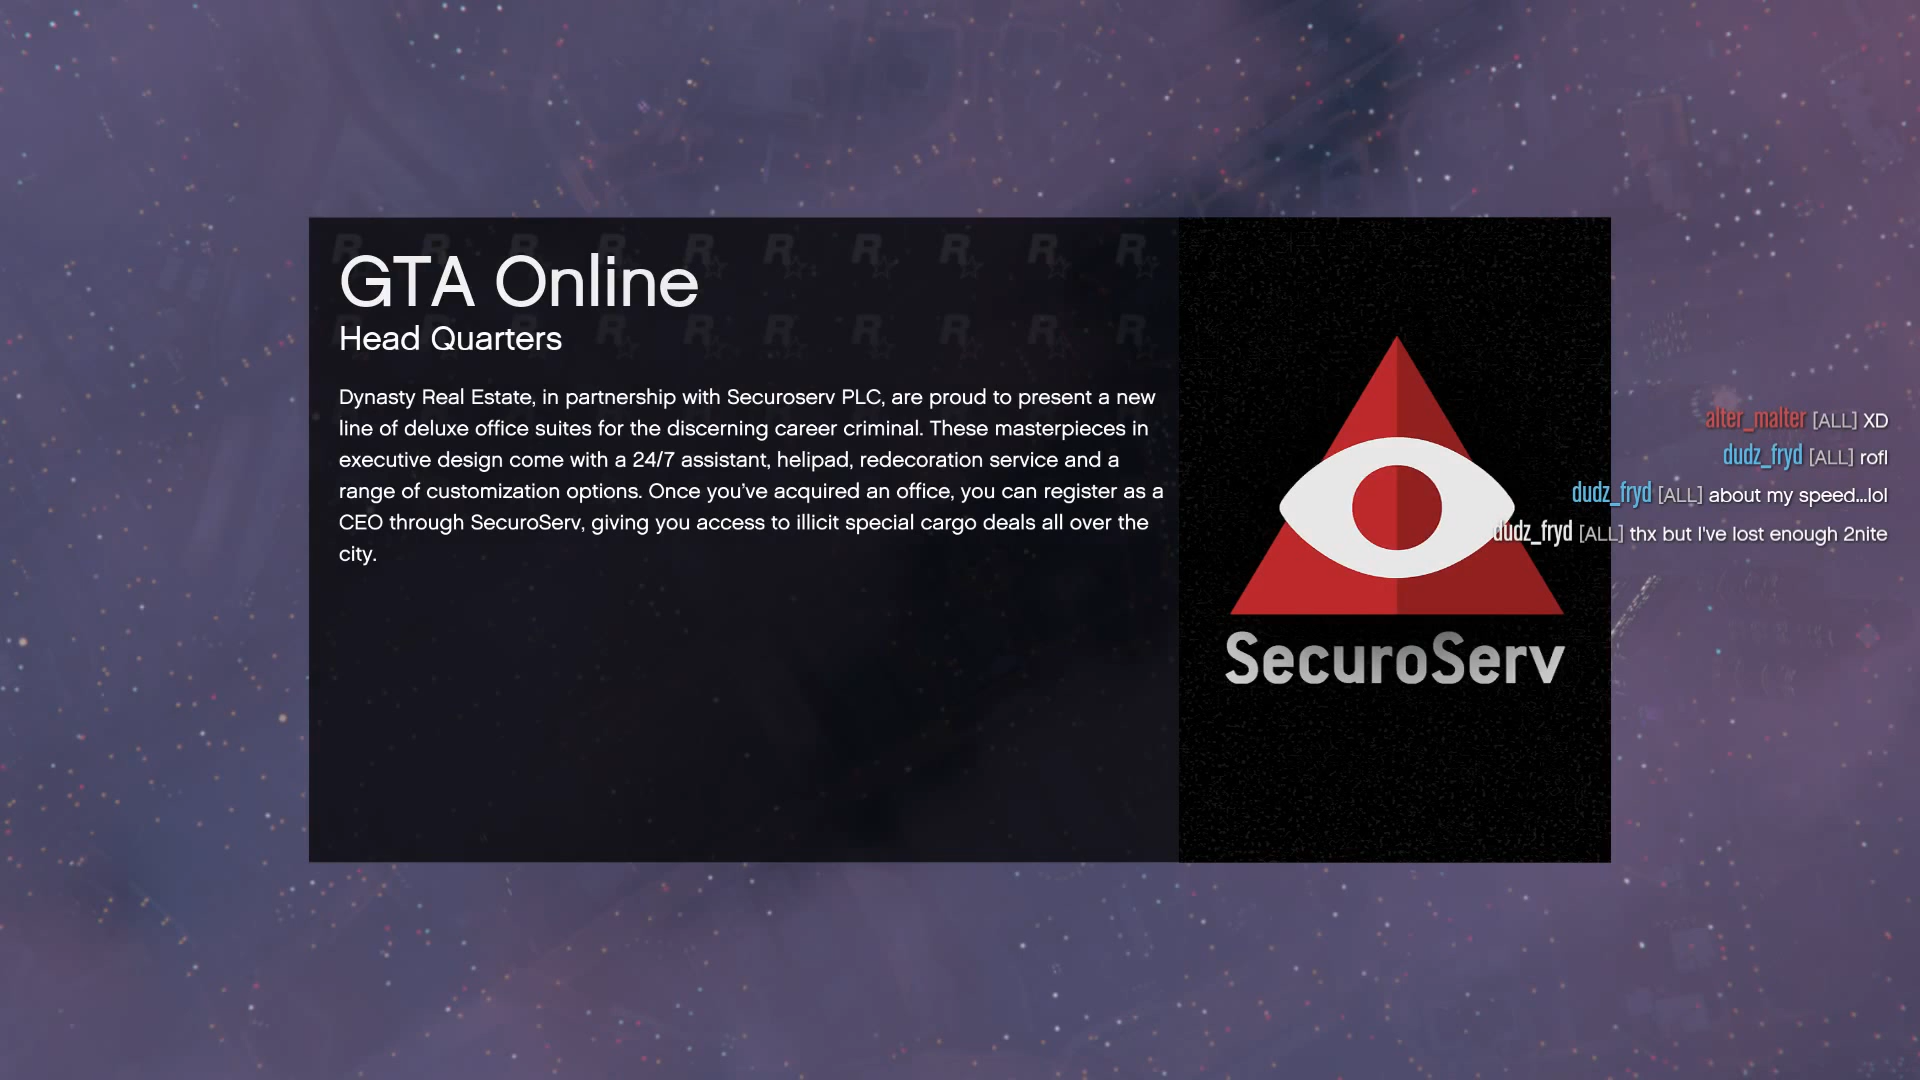 GTA Online
Head Quarters
Dynasty Real Estate, in partnership with Securoserv PLC, are proud to present a new
line of deluxe office suites for the discerning career criminal. These masterpieces in
executive design come with a 24/7 assistant, helipad, redecoration service and a
range of customization options. Once you've acquired an office, you can register as a
CEO through SecuroServ, giving you access to illicit special cargo deals all over the
city.
SecuroServ
alter_malter [ALL] XD
dudz_fryd [ALL] rofl
dudz_fryd [ALL] about my speed...lol
dudz_fryd [ALL] thx but I've lost enough 2nite